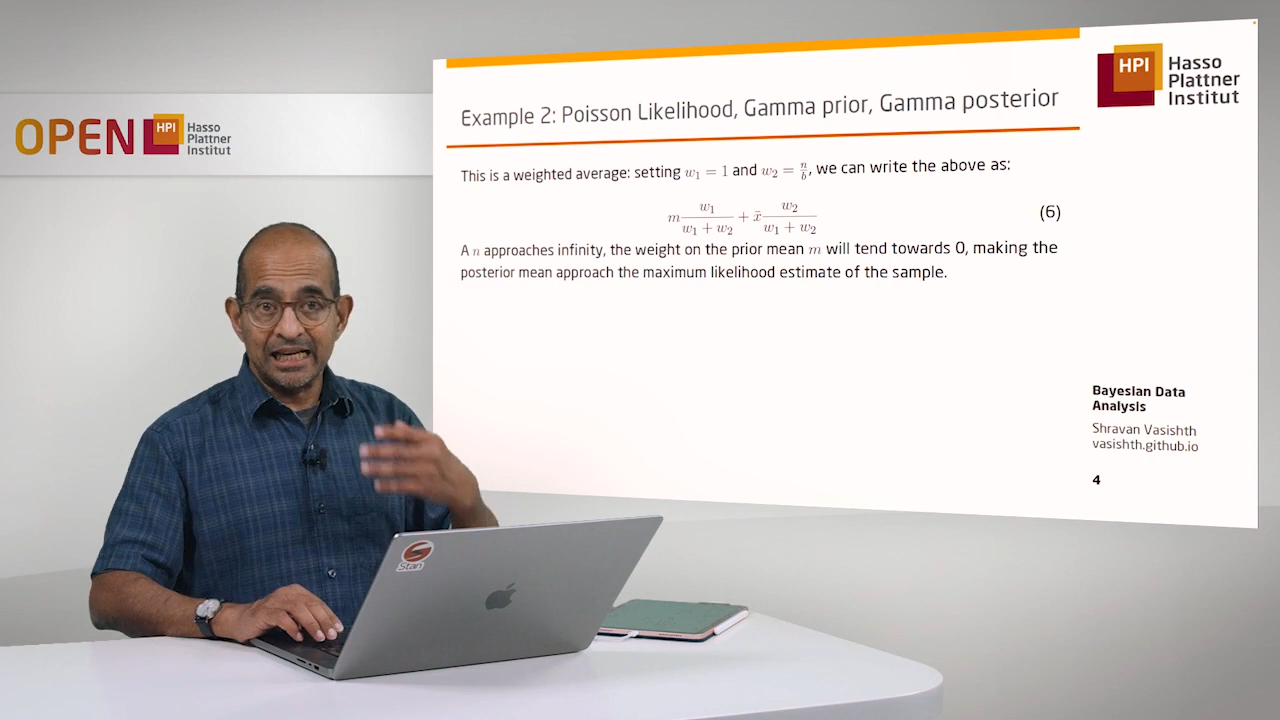 OPEN HPI Hasso
Plattner
Institut
Example 2: Poisson Likelihood, Gamma prior, Gamma posterior
HPI Hasso
Plattner
Institut
This is a weighted average: setting w₁ = 1 and w₂ = n/b, we can write the above as:
m w₁/(w₁ + w₂) + x̄ w₂/(w₁ + w₂) (6)
A n approaches infinity, the weight on the prior mean m will tend towards 0, making the
posterior mean approach the maximum likelihood estimate of the sample.
Bayesian Data
Analysis
Shravan Vasishth
vasishth.github.io
4
Stan